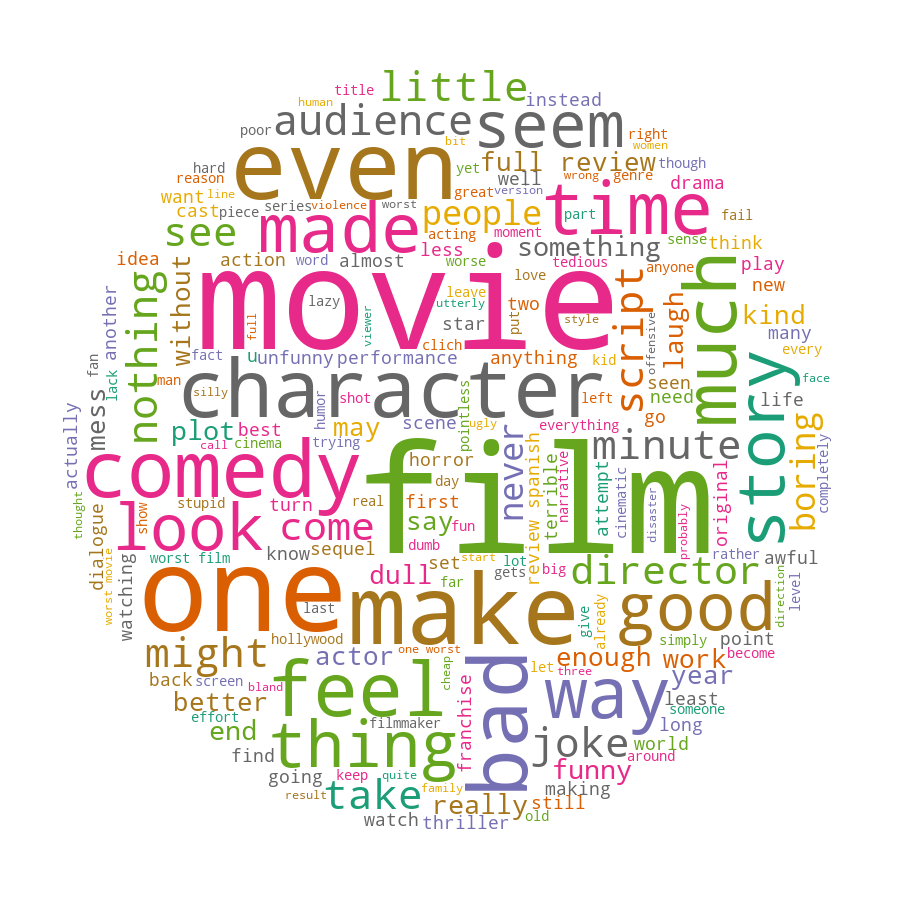 little
title
human
instead
poor
audience
seem
right
bit
women
even
yet
full review
though
hard
well
wrong
genre
reason
great
version
drama
want
line
time
cast
piece
series
violence
worst
people
part
fail
see
made
acting
moment
something
sense
think
idea
action
word
almost
less
worse
tedious
anyone
play
movie
love
new
without
nothing
another
lazy
leave
utterly
put
two
script
offensive
laugh
much
kind
full
viewer
star
style
many
fact
u
unfunny
performance
clich
anything
kid
every
fan
lack
man
silly
character
seen
face
mess
humor
shot
left
need
life
pointless
go
story
actually
plot
best
may
scene
ugly
everything
call
cinema
trying
never
minute
boring
comedy
horror
film
review spanish
terrible
narrative
attempt
cinematic
disaster
probably
original
completely
day
thought
dialogue
show
stupid
turn
real
first
look
come
say
fun
rather
worst film
know
sequel
dumb
lot
awful
worst movie
watching
set
start
director
far
gets
big
level
direction
dull
one
last
make
good
give
already
hollywood
simply
point
might
actor
one worst
enough
work
become
back
screen
bland
feel
cheap
bad
let
three
way
year
better
least
effort
filmmaker
franchise
someone
end
long
thing
joke
world
find
around
going
keep
quite
funny
result
take
family
making
really
still
watch
thriller
old